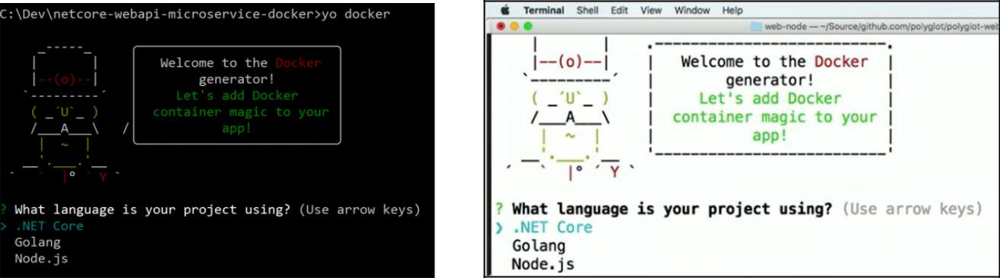 C:\Dev\netcore-webapi-microservice-docker>yo docker
Welcome to the Docker
generator!
Let's add Docker
container magic to your
app!
? What language is your project using? (Use arrow keys)
> .NET Core
Golang
Node.js
Terminal Shell Edit View Window Help
web-node — ~/Source/github.com/polyglot/polyglot-web
Welcome to the Docker
generator!
Let's add Docker
container magic to your
app!
? What language is your project using? (Use arrow keys)
❯ .NET Core
Golang
Node.js